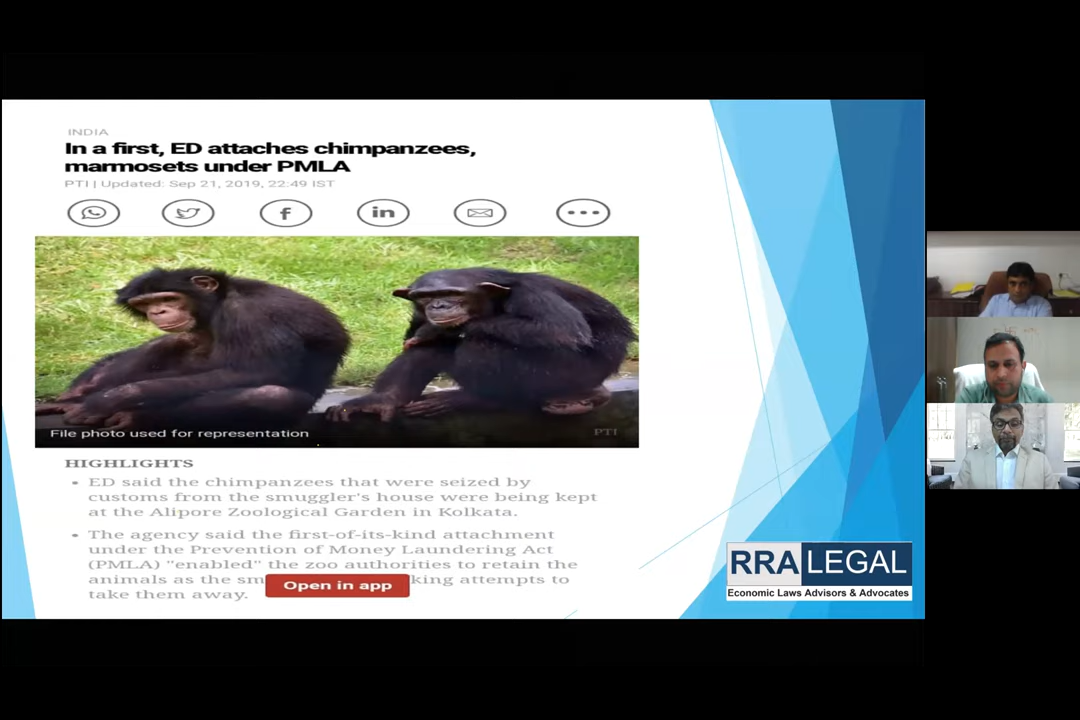 INDIA
In a first, ED attaches chimpanzees,
marmosets under PMLA
PTI | Updated: Sep 21, 2019, 22:49 IST
f
in
File photo used for representation
PTI
HIGHLIGHTS
• ED said the chimpanzees that were seized by
customs from the smuggler's house were being kept
at the Alipore Zoological Garden in Kolkata.
• The agency said the first-of-its-kind attachment
under the Prevention of Money Laundering Act
(PMLA) "enabled" the zoo authorities to retain the
animals as the attempts to
take them away.
Open in app
RRA LEGAL
Economic Laws Advisors & Advocates